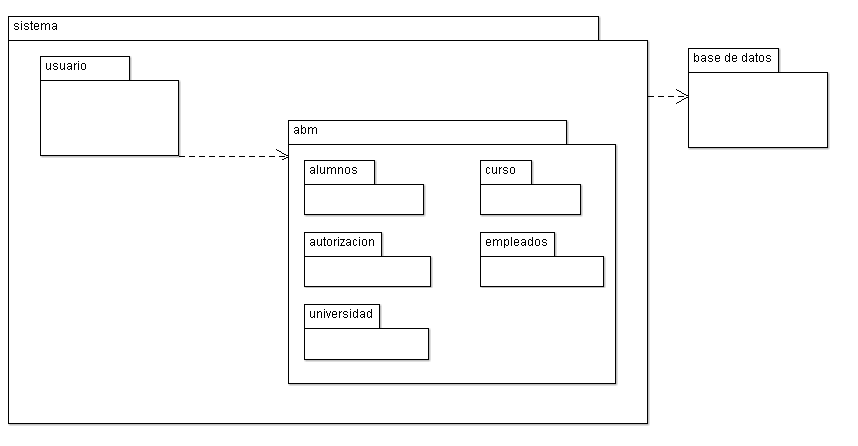 sistema
usuario
base de datos
abm
alumnos
curso
autorizacion
empleados
universidad